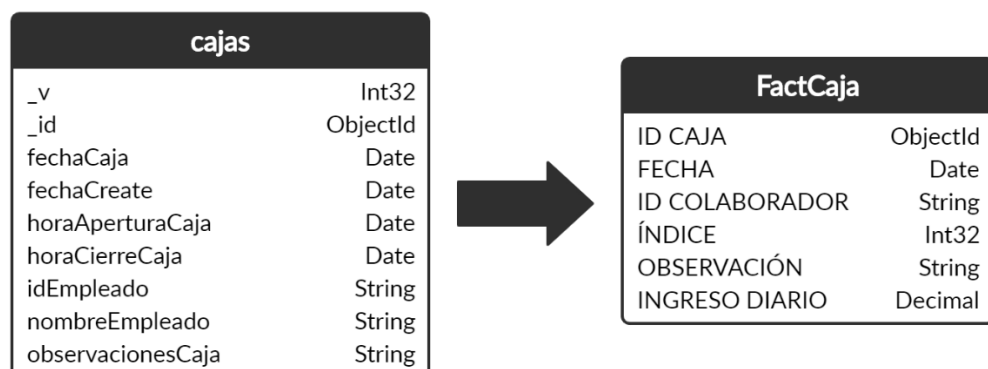 cajas
_v Int32
_id ObjectId
fechaCaja Date
fechaCreate Date
horaAperturaCaja Date
horaCierreCaja Date
idEmpleado String
nombreEmpleado String
observacionesCaja String
FactCaja
ID CAJA ObjectId
FECHA Date
ID COLABORADOR String
ÍNDICE Int32
OBSERVACIÓN String
INGRESO DIARIO Decimal